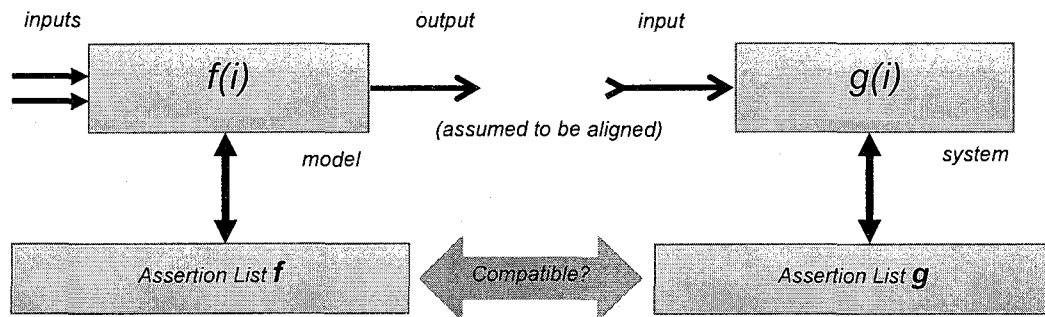 inputs
output
input
f(i)
g(i)
(assumed to be aligned)
model
system
Assertion List f
Compatible?
Assertion List g